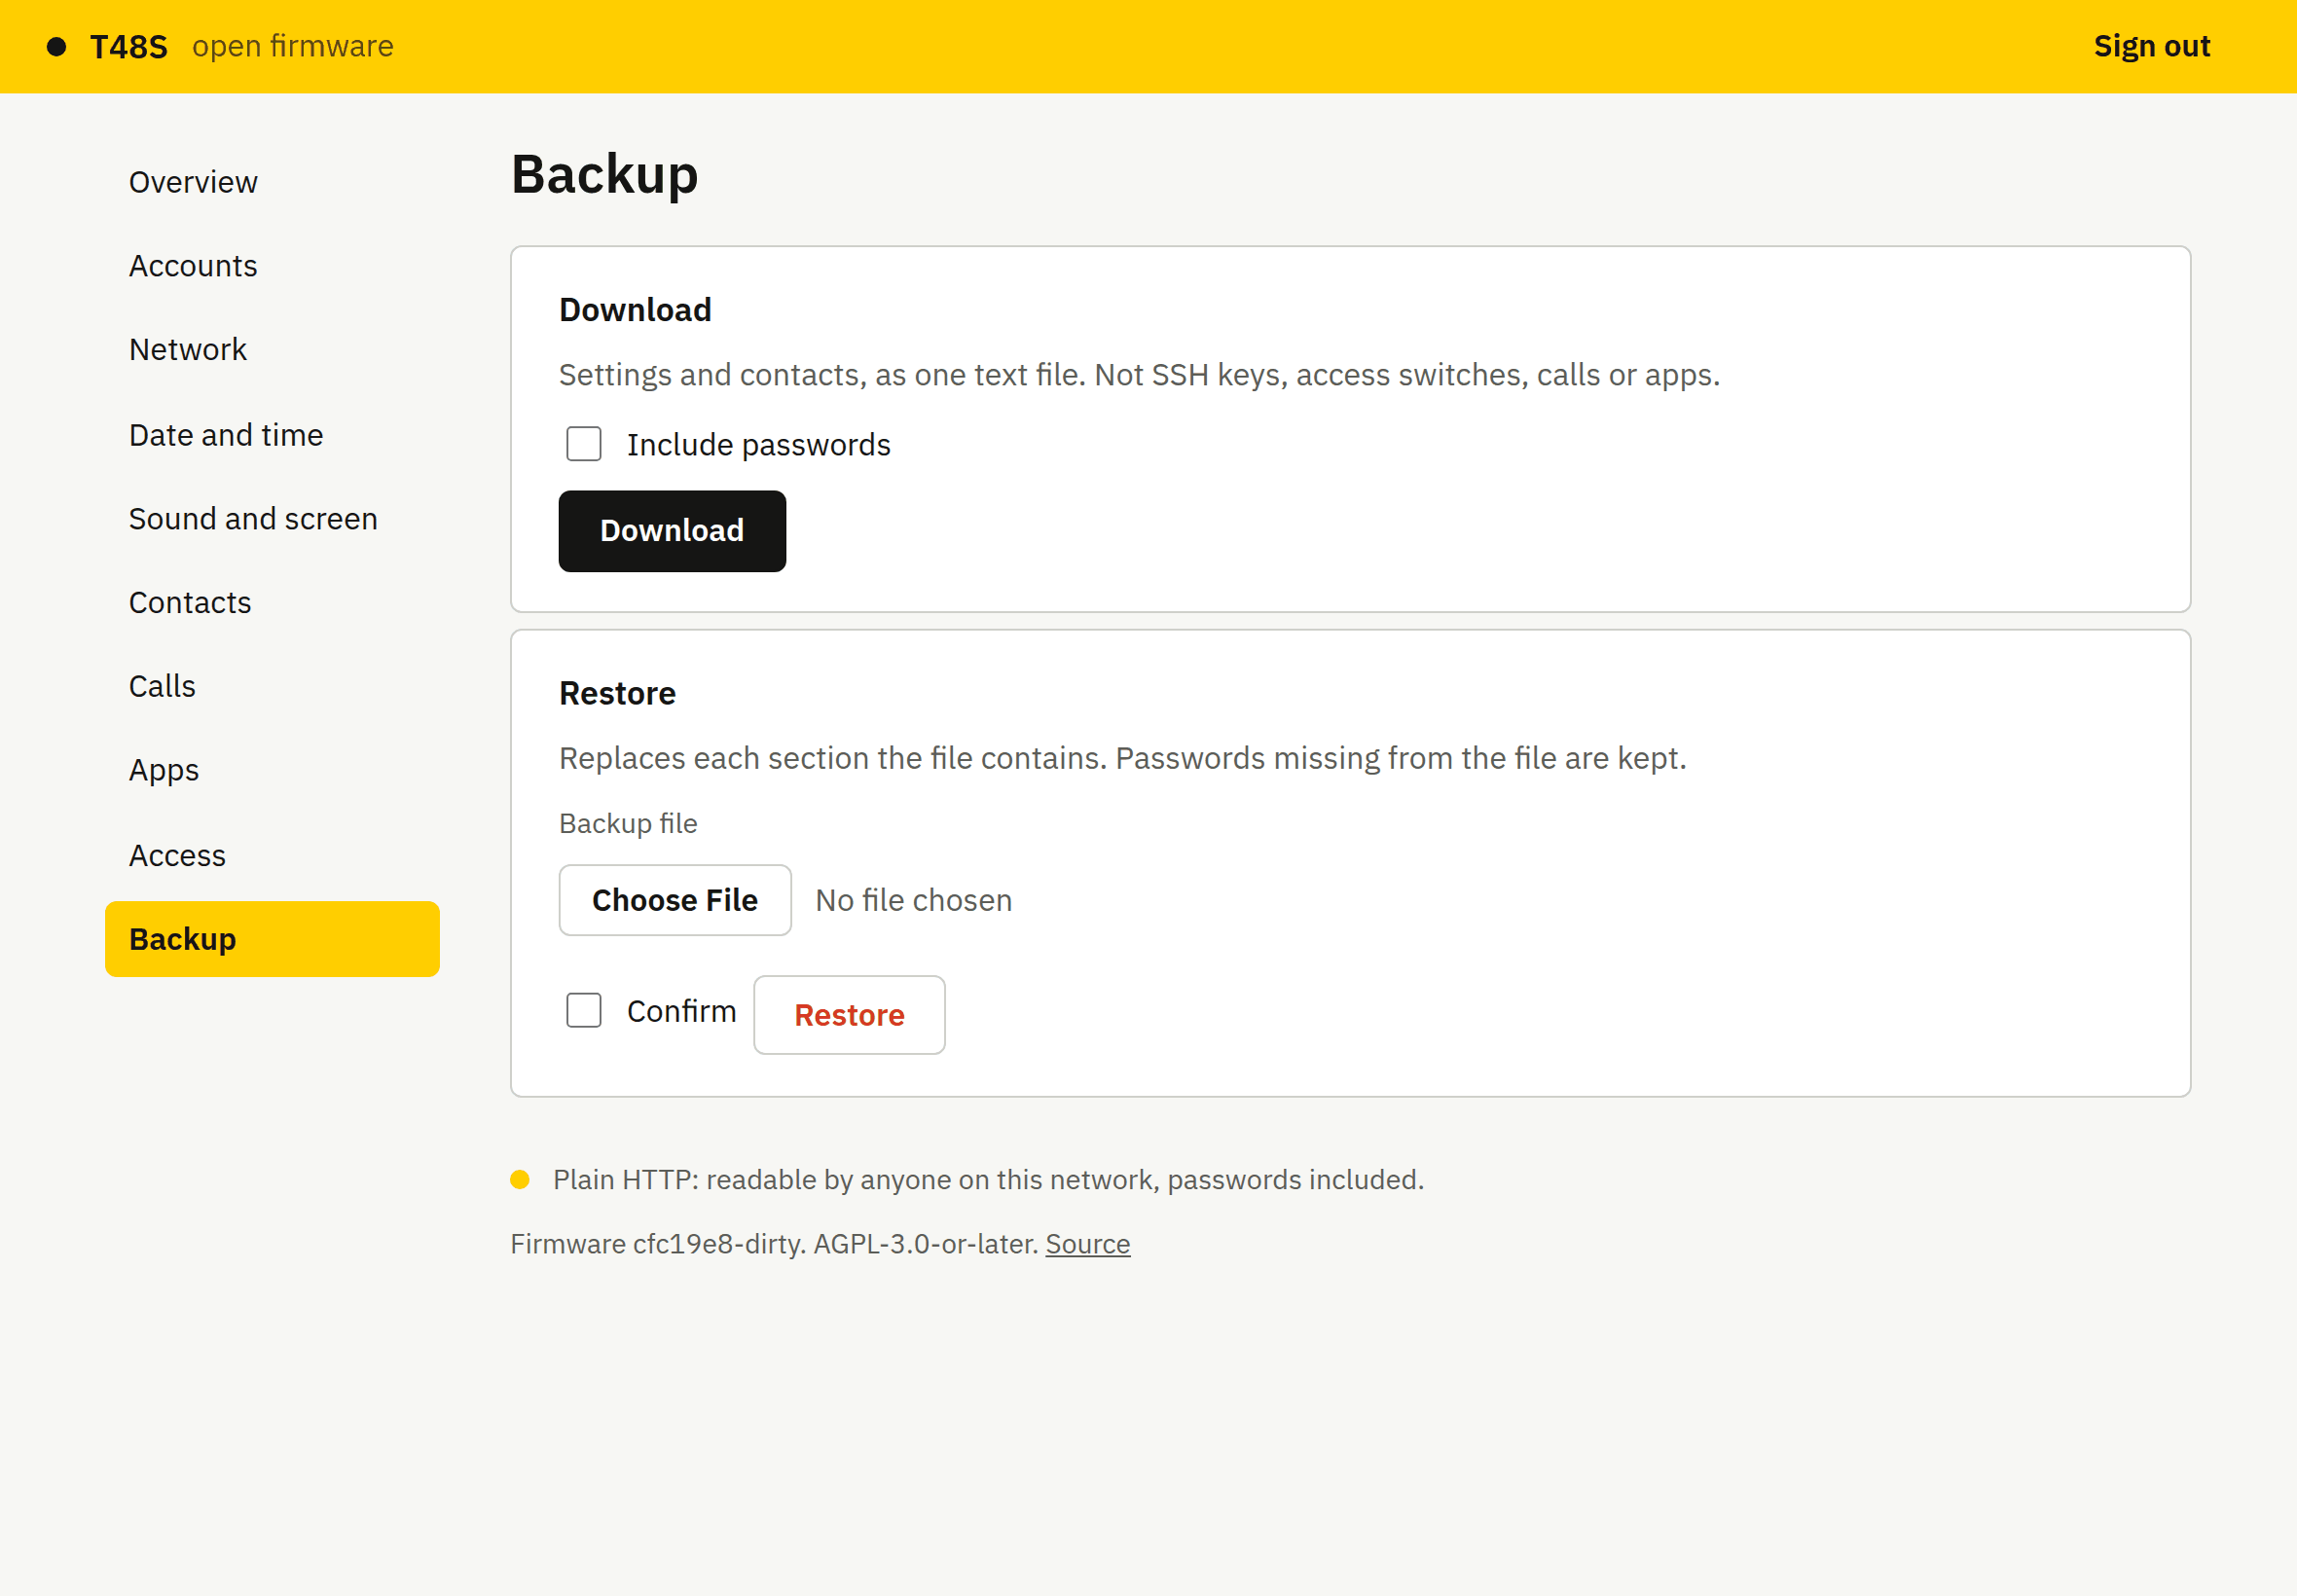 T48S open firmware
Sign out
Overview
Accounts
Network
Date and time
Sound and screen
Contacts
Calls
Apps
Access
Backup
Backup
Download
Settings and contacts, as one text file. Not SSH keys, access switches, calls or apps.
Include passwords
Download
Restore
Replaces each section the file contains. Passwords missing from the file are kept.
Backup file
Choose File No file chosen
Confirm Restore
Plain HTTP: readable by anyone on this network, passwords included.
Firmware cfc19e8-dirty. AGPL-3.0-or-later. Source